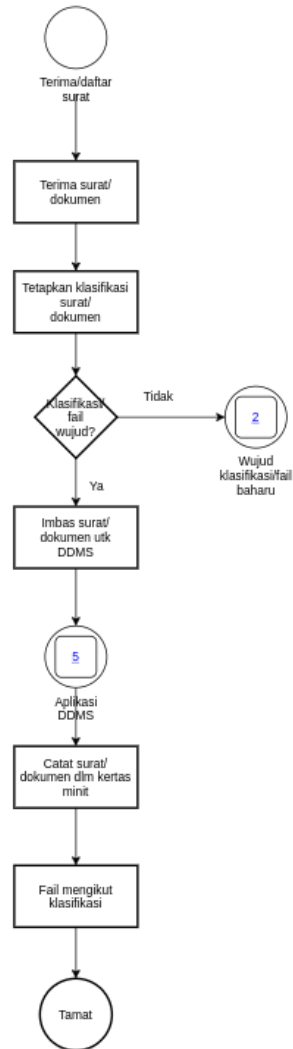 Terima/daftar
surat
Terima surat/
dokumen
Tetapkan klasifikasi
surat/
dokumen
Klasifikasi/
fail
wujud?
Tidak
2
Wujud
klasifikasi/fail
baharu
Ya
Imbas surat/
dokumen utk
DDMS
5
Aplikasi
DDMS
Catat surat/
dokumen dlm kertas
minit
Fail mengikut
klasifikasi
Tamat